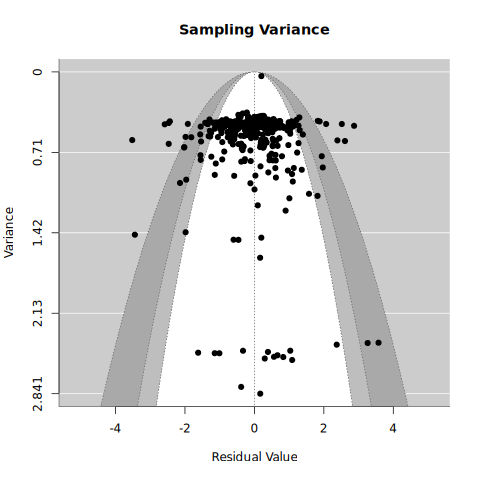 Sampling Variance
0
0.71
1.42
2.13
2.841
Variance
-4 -2 0 2 4
Residual Value